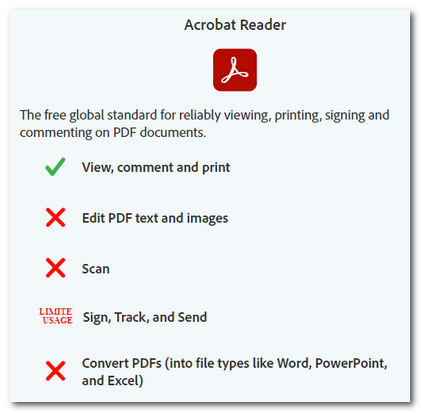 Acrobat Reader
The free global standard for reliably viewing, printing, signing and
commenting on PDF documents.
View, comment and print
Edit PDF text and images
Scan
LIMITE
USAGE
Sign, Track, and Send
Convert PDFs (into file types like Word, PowerPoint,
and Excel)